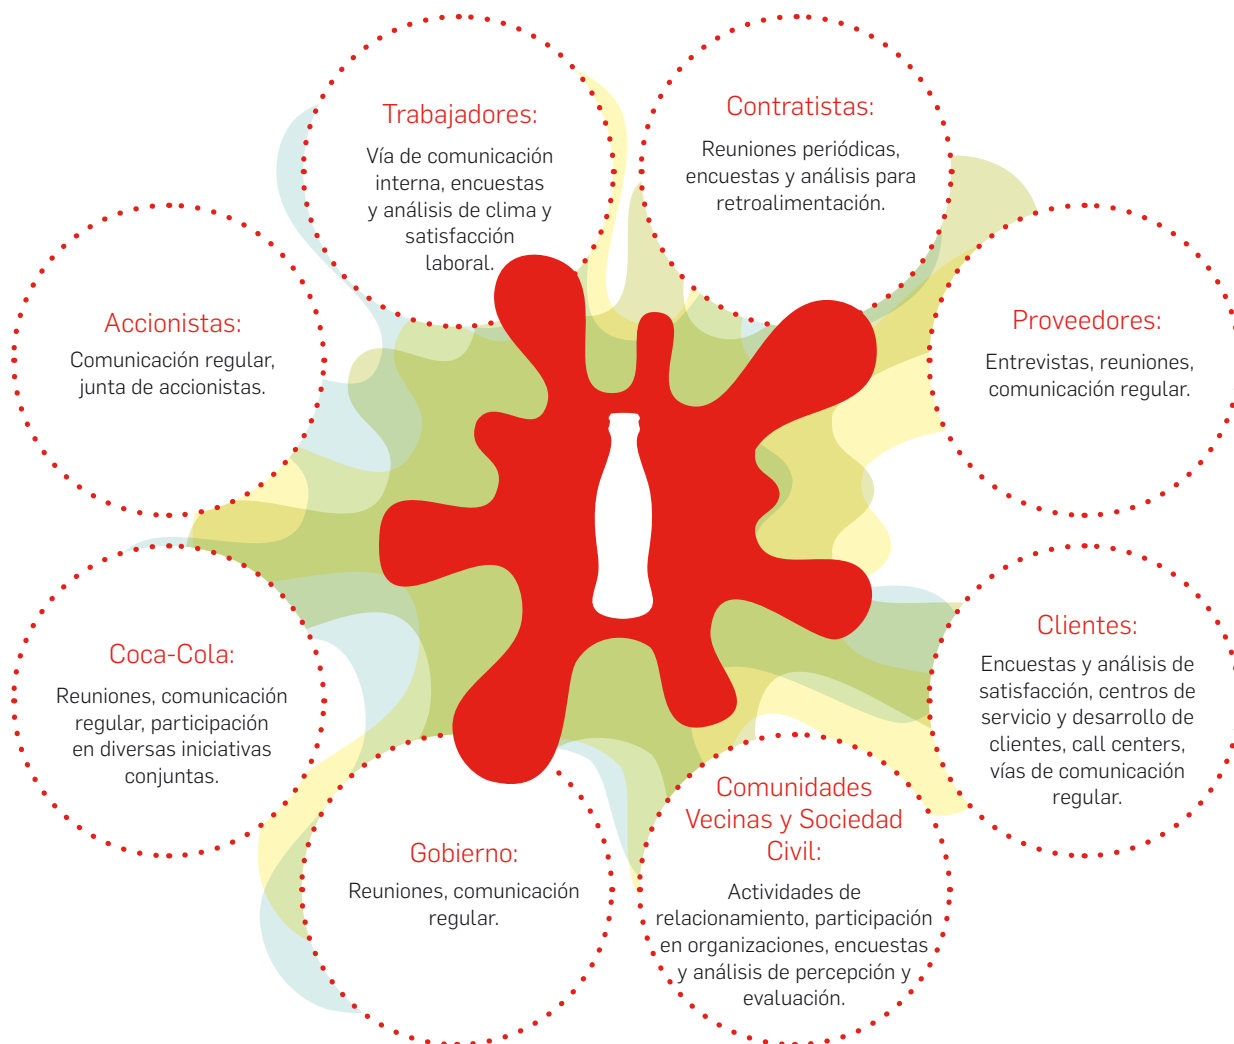 Trabajadores:
Vía de comunicación
interna, encuestas
y análisis de clima y
satisfacción
laboral.
Contratistas:
Reuniones periódicas,
encuestas y análisis para
retroalimentación.
Accionistas:
Comunicación regular,
junta de accionistas.
Proveedores:
Entrevistas, reuniones,
comunicación regular.
Coca-Cola:
Reuniones, comunicación
regular, participación
en diversas iniciativas
conjuntas.
Clientes:
Encuestas y análisis de
satisfacción, centros de
servicio y desarrollo de
clientes, call centers,
vías de comunicación
regular.
Gobierno:
Reuniones, comunicación
regular.
Comunidades
Vecinas y Sociedad
Civil:
Actividades de
relacionamiento, participación
en organizaciones, encuestas
y análisis de percepción y
evaluación.